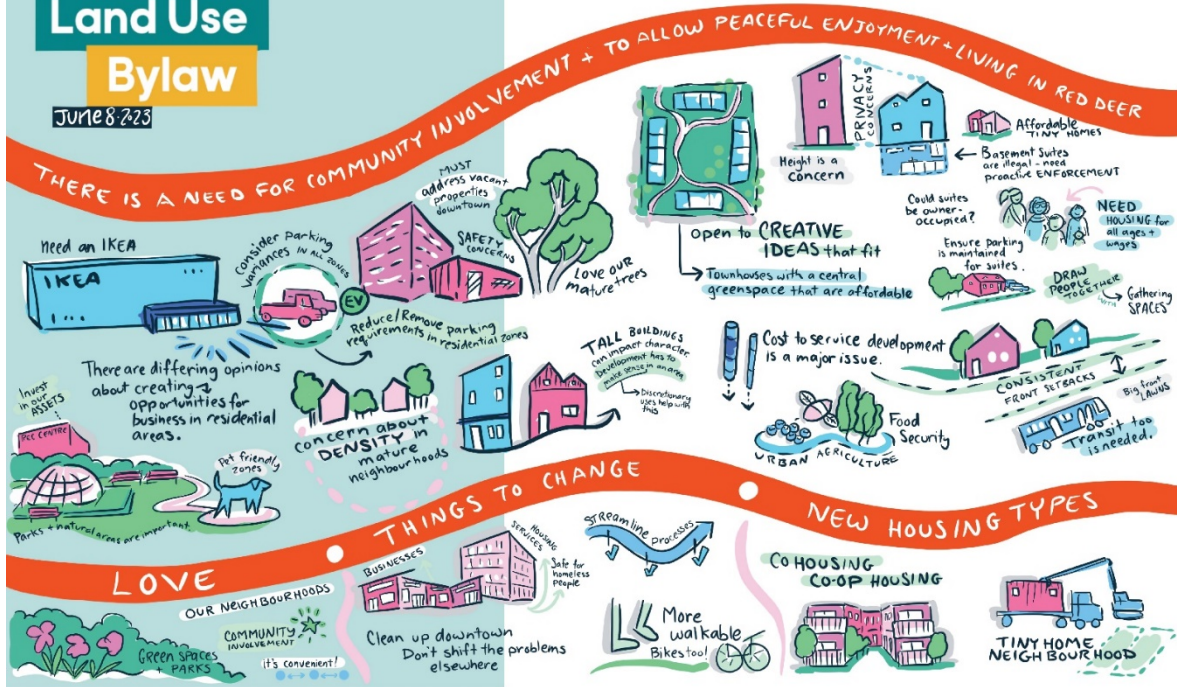 Land Use
Bylaw
June 8·2023
THERE IS A NEED FOR COMMUNITY INVOLVEMENT + TO ALLOW PEACEFUL ENJOYMENT + LIVING IN RED DEER
need an IKEA
IKEA
Consider Parking
Variances IN ALL ZONES
EV
Reduce/Remove parking
requirements in residential zones
MUST
address vacant
properties
downtown
SAFETY
CONCERNS
LOVE OUR
mature trees
There are differing opinions
about creating
opportunities for
business in residential
areas.
Invest
in our
ASSETS
REC CENTRE
Pet friendly
zones
Parks + natural areas are important
Concern about
DENSITY in
mature
neighbourhoods
TALL BUILDINGS
can impact character
development has to
make sense in an area
Discretionary
uses help with
this
open to CREATIVE
IDEAS that fit
Townhouses with a central
greenspace that are affordable
PRIVACY
CONCERNS
Height is a
concern
Affordable
TINY HOMES
Basement Suites
are illegal - need
proactive ENFORCEMENT
Could suites
be owner-
occupied?
NEED
HOUSING for
all ages +
wages
Ensure parking
is maintained
for suites.
DRAW
PEOPLE
TOGETHER
Gathering
SPACES
Cost to service development
is a major issue.
CONSISTENT
FRONT SETBACKS
Big front
LAWNS
Transit too
is needed.
Food
Security
URBAN AGRICULTURE
LOVE
THINGS TO CHANGE
NEW HOUSING TYPES
OUR NEIGHBOURHOODS
COMMUNITY
INVOLVEMENT
it's convenient!
Green Spaces
+ PARKS
BUSINESSES
HOUSING
SERVICES
Safe for
homeless
people
Clean up downtown
Don't shift the problems
elsewhere
STREAMLINE processes
More
walkable
Bikes too!
CO HOUSING
CO-OP HOUSING
TINY HOME
NEIGHBOURHOOD